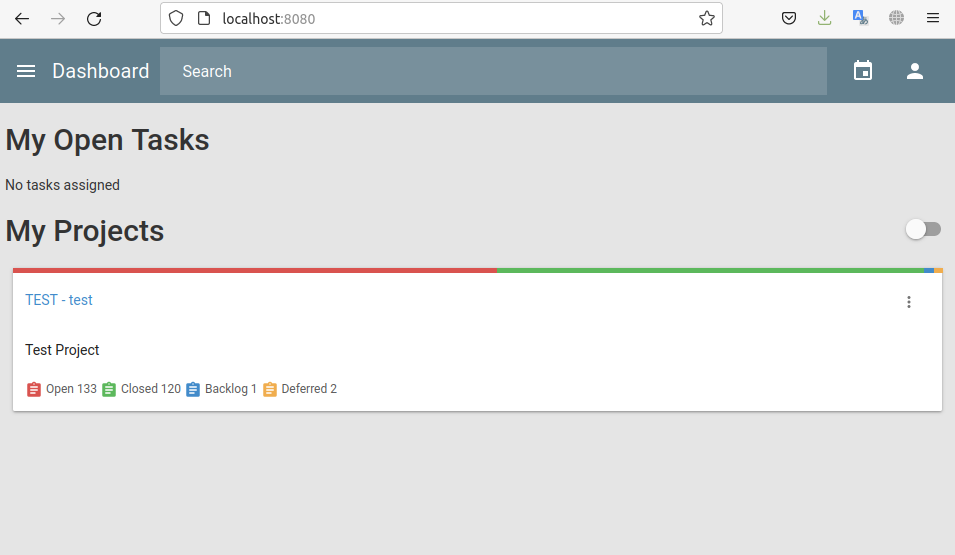 localhost:8080
Dashboard Search
My Open Tasks
No tasks assigned
My Projects
TEST - test
Test Project
Open 133 Closed 120 Backlog 1 Deferred 2